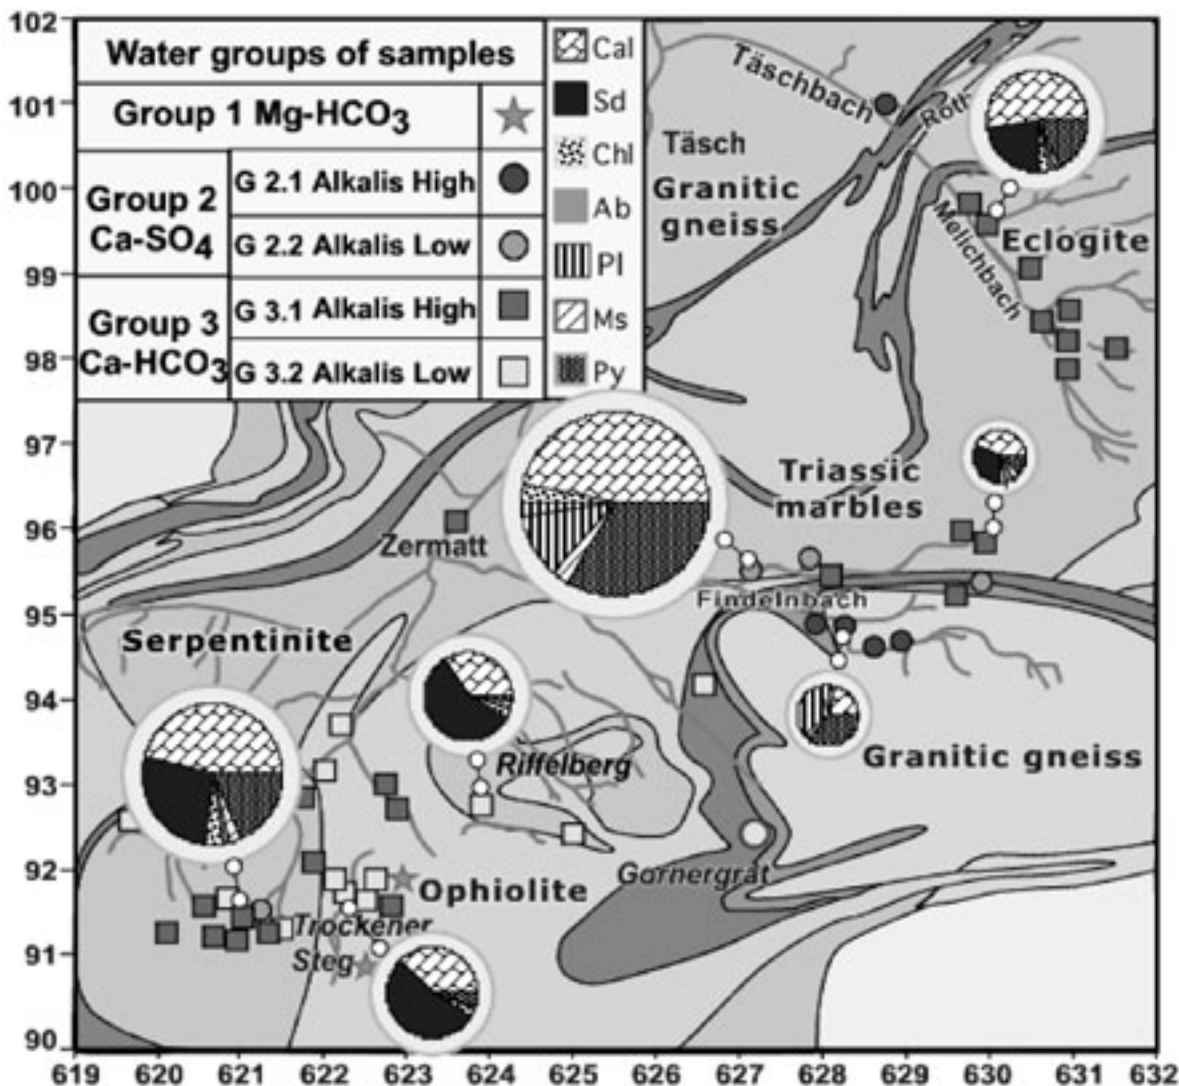 Water groups of samples
Group 1 Mg-HCO3
Group 2
Ca-SO4
G 2.1 Alkalis High
G 2.2 Alkalis Low
Group 3
Ca-HCO3
G 3.1 Alkalis High
G 3.2 Alkalis Low
Cal
Sd
Chl
Ab
Pl
Ms
Py
Täschbach
Rotb
Täsch
Granitic
gneiss
Melichbach
Eclogite
Triassic
marbles
Zermatt
Findelnbach
Serpentinite
Riffelberg
Granitic gneiss
Gornergrat
Ophiolite
Trockener
Steg
102
101
100
99
98
97
96
95
94
93
92
91
90
619 620 621 622 623 624 625 626 627 628 629 630 631 632